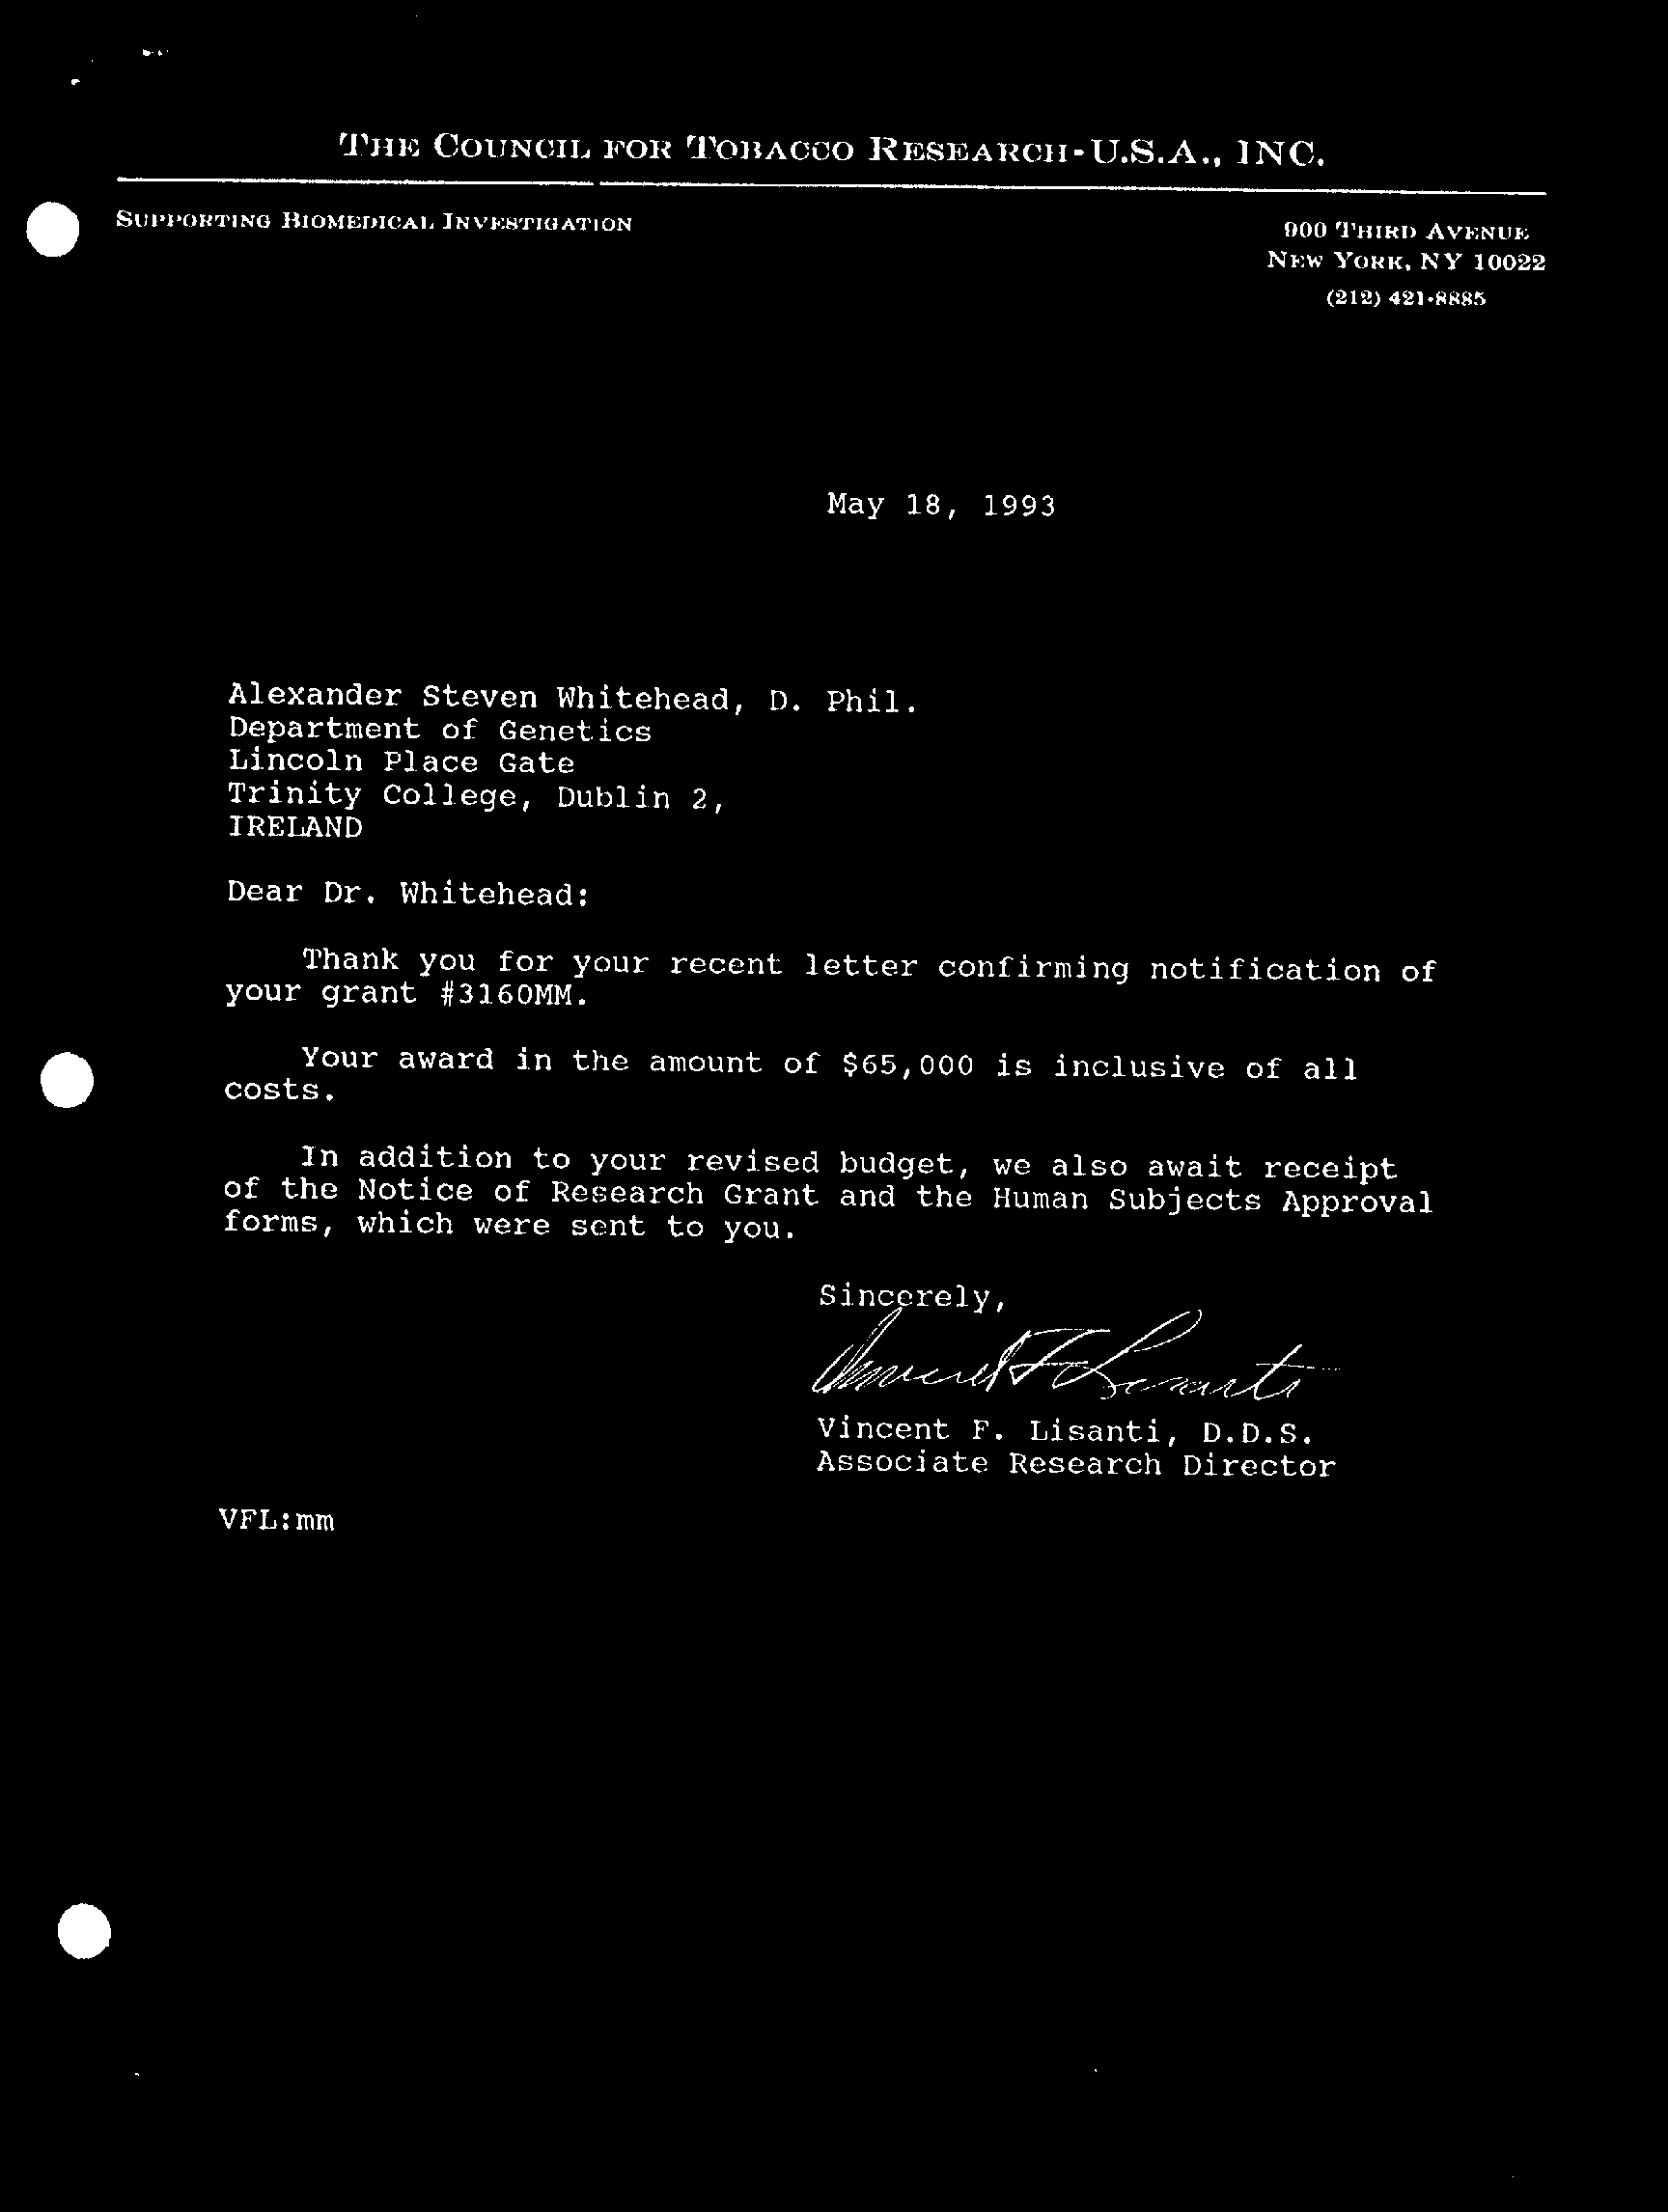 THE COUNCIL FOR TOBACCO RESEARCH-U.S.A., INC.
SUPPORTING BIOMEDICAL INVESTIGATION
900 THIRD AVENUE
NEW YORK, NY 10022
(212) 421-8885
May 18, 1993
Alexander Steven Whitehead, D. Phil.
Department of Genetics
Lincoln Place Gate
Trinity College, Dublin 2,
IRELAND
Dear Dr. Whitehead:
Thank you for your recent letter confirming notification of
your grant #3160MM.
Your award in the amount of $65,000 is inclusive of all
costs.
In addition to your revised budget, we also await receipt
of the Notice of Research Grant and the Human Subjects Approval
forms, which were sent to you.
Sincerely,
Vincent F. Lisanti
Vincent F. Lisanti, D.D.S.
Associate Research Director
VFL:mm